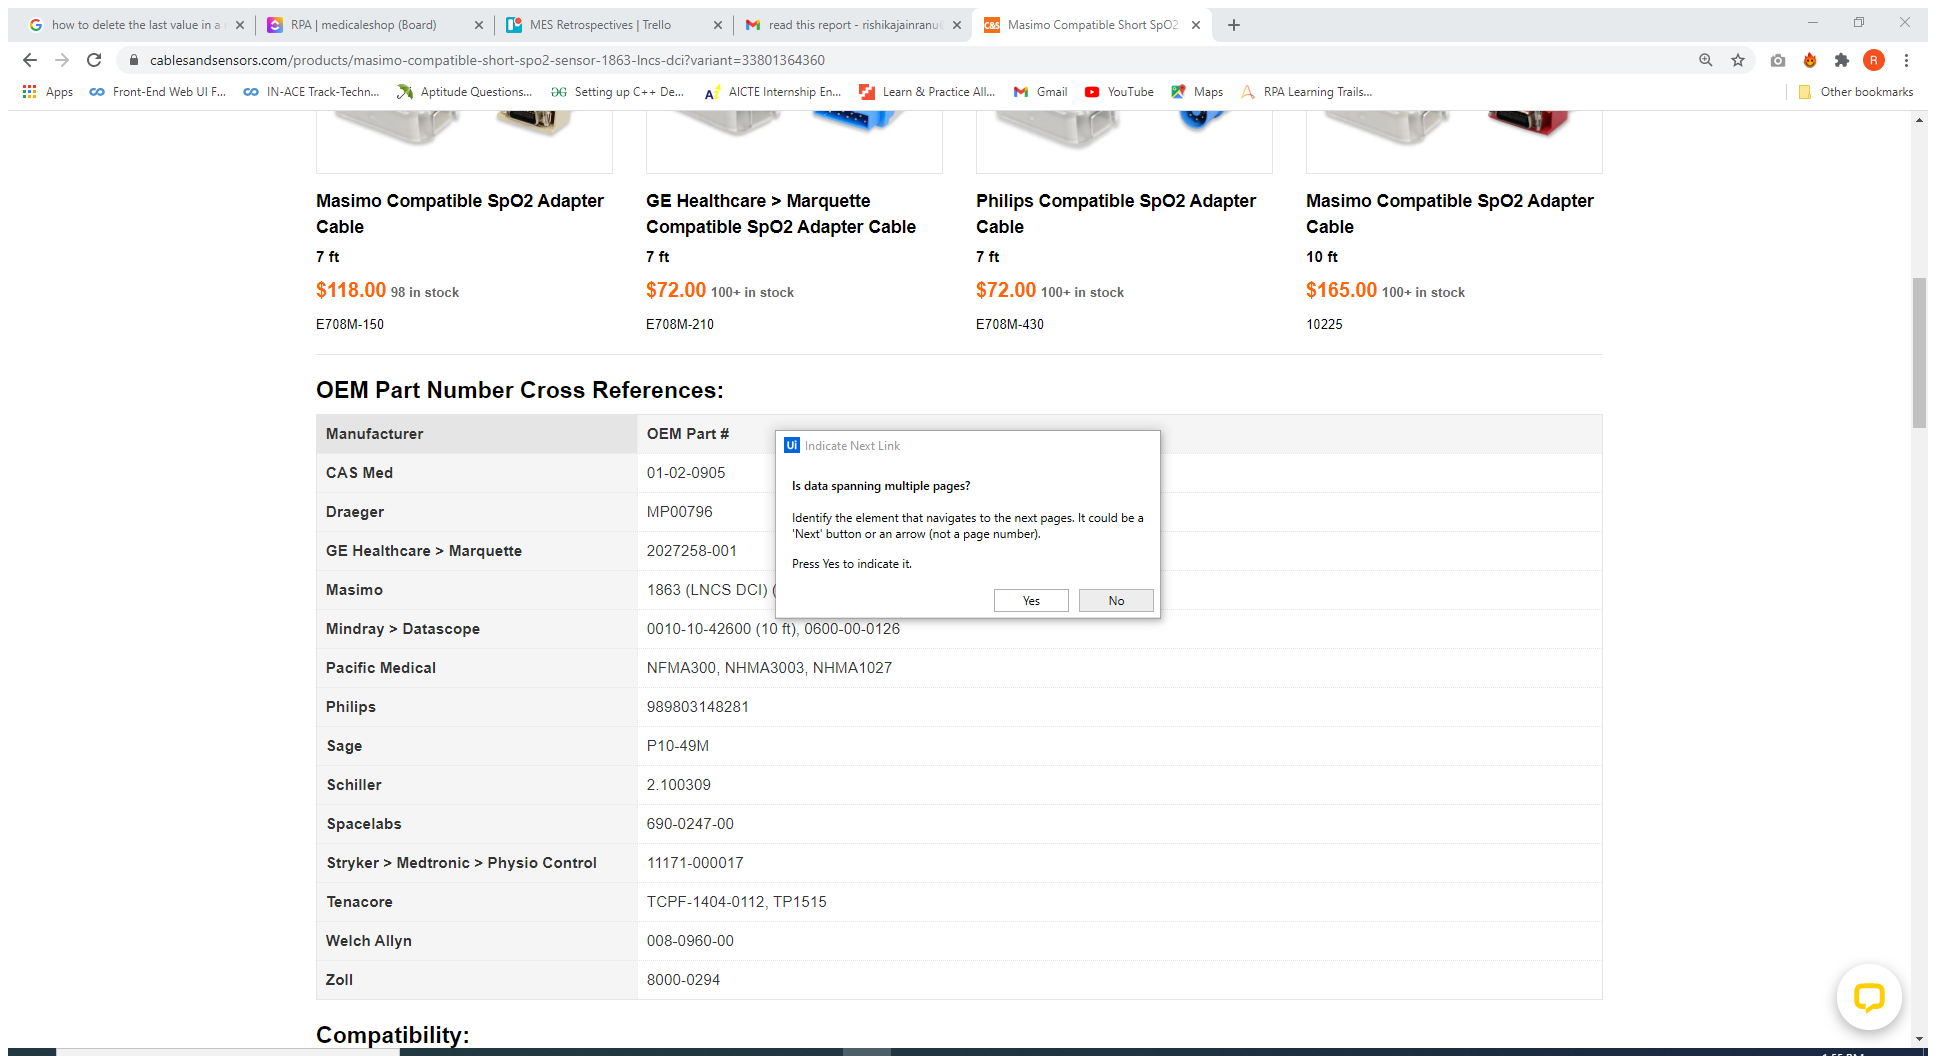 how to delete the last value in a
RPA | medicaleshop (Board)
MES Retrospectives | Trello
read this report - rishikajainranu
C&S
Masimo Compatible Short SpO2
cablesandsensors.com/products/masimo-compatible-short-spo2-sensor-1863-lncs-dci?variant=33801364360
R
Apps
Front-End Web UI F...
IN-ACE Track-Techn...
Aptitude Questions...
Setting up C++ De...
AICTE Internship En...
Learn & Practice All...
Gmail
YouTube
Maps
RPA Learning Trails...
Other bookmarks
Masimo Compatible SpO2 Adapter
Cable
7 ft
$118.00 98 in stock
E708M-150
GE Healthcare > Marquette
Compatible SpO2 Adapter Cable
7 ft
$72.00 100+ in stock
E708M-210
Philips Compatible SpO2 Adapter
Cable
7 ft
$72.00 100+ in stock
E708M-430
Masimo Compatible SpO2 Adapter
Cable
10 ft
$165.00 100+ in stock
10225
OEM Part Number Cross References:
Manufacturer OEM Part #
CAS Med 01-02-0905
Draeger MP00796
GE Healthcare > Marquette 2027258-001
Masimo 1863 (LNCS DCI) (
Mindray > Datascope 0010-10-42600 (10 ft), 0600-00-0126
Pacific Medical NFMA300, NHMA3003, NHMA1027
Philips 989803148281
Sage P10-49M
Schiller 2.100309
Spacelabs 690-0247-00
Stryker > Medtronic > Physio Control 11171-000017
Tenacore TCPF-1404-0112, TP1515
Welch Allyn 008-0960-00
Zoll 8000-0294
Ui Indicate Next Link
Is data spanning multiple pages?
Identify the element that navigates to the next pages. It could be a
'Next' button or an arrow (not a page number).
Press Yes to indicate it.
Yes
No
Compatibility: